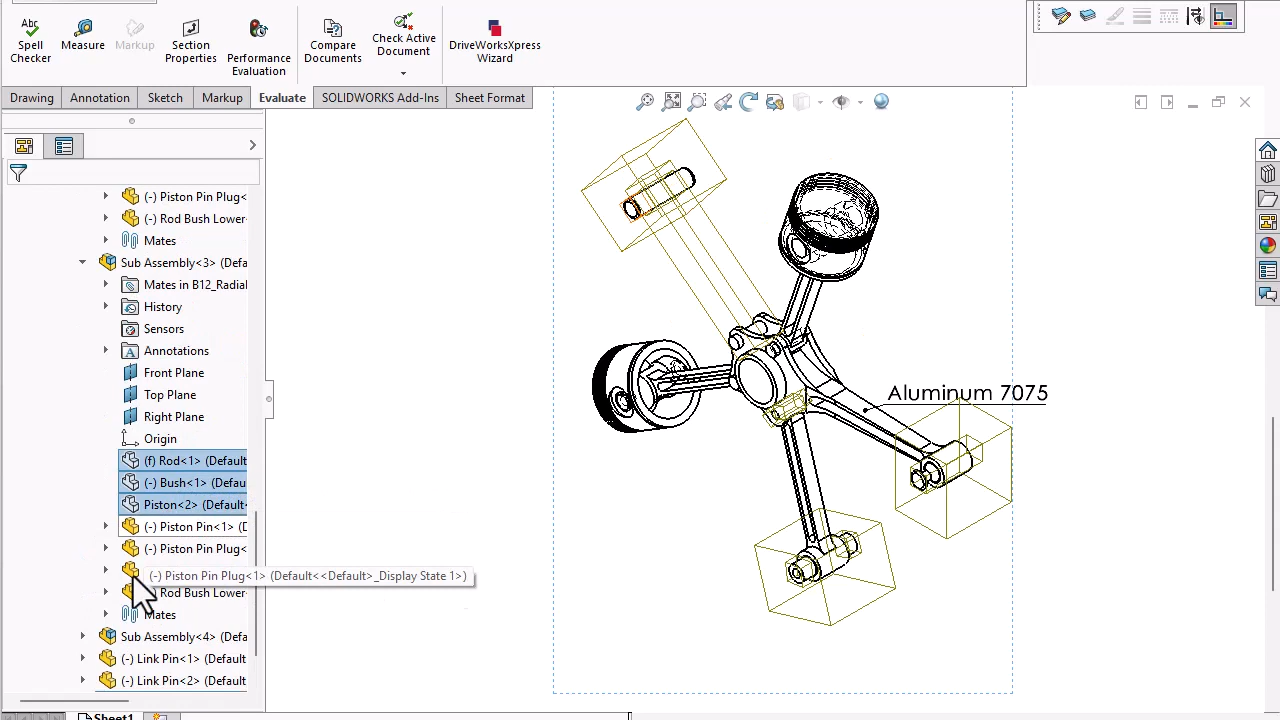 Abc
Spell
Checker
Measure
Markup
Section
Properties
Performance
Evaluation
Compare
Documents
Check Active
Document
DriveWorksXpress
Wizard
Drawing
Annotation
Sketch
Markup
Evaluate
SOLIDWORKS Add-Ins
Sheet Format
(-) Piston Pin Plug<
(-) Rod Bush Lower
Mates
Sub Assembly<3> (Defa
Mates in B12_Radial
History
Sensors
Annotations
Front Plane
Top Plane
Right Plane
Origin
(f) Rod<1> (Default
(-) Bush<1> (Defau
Piston<2> (Default<
(-) Piston Pin<1> (D
(-) Piston Pin Plug<
(-) Piston Pin Plug<1> (Default<<Default>_Display State 1>)
Rod Bush Lower
Mates
Sub Assembly<4> (Defa
(-) Link Pin<1> (Default
(-) Link Pin<2> (Default
Aluminum 7075
Sheet1